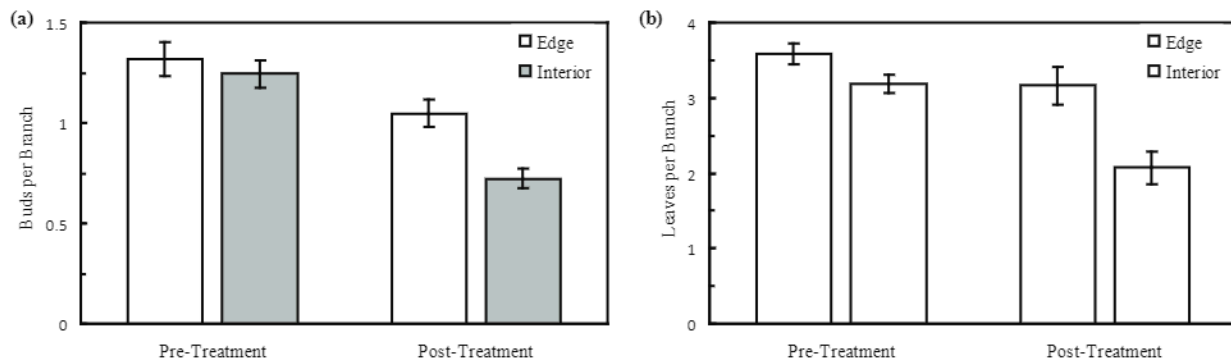 (a)
Buds per Branch
1.5
1
0.5
0
Edge
Interior
Pre-Treatment
Post-Treatment
(b)
Leaves per Branch
4
3
2
1
0
Edge
Interior
Pre-Treatment
Post-Treatment